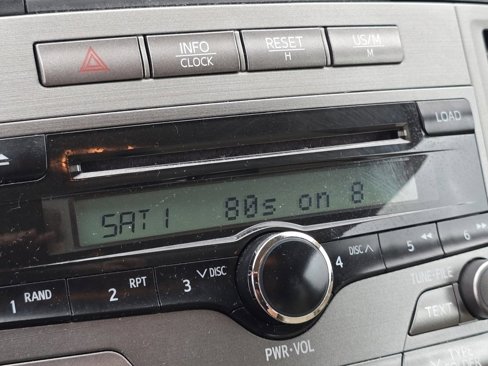 INFO
CLOCK
RESET
H
US/M
M
LOAD
SAT1 80s on 8
1 RAND
2 RPT
3 ∨DISC
4 DISC∧
5 ◀◀
6 ▶▶
TUNE·FILE
TEXT
PWR·VOL
TYPE